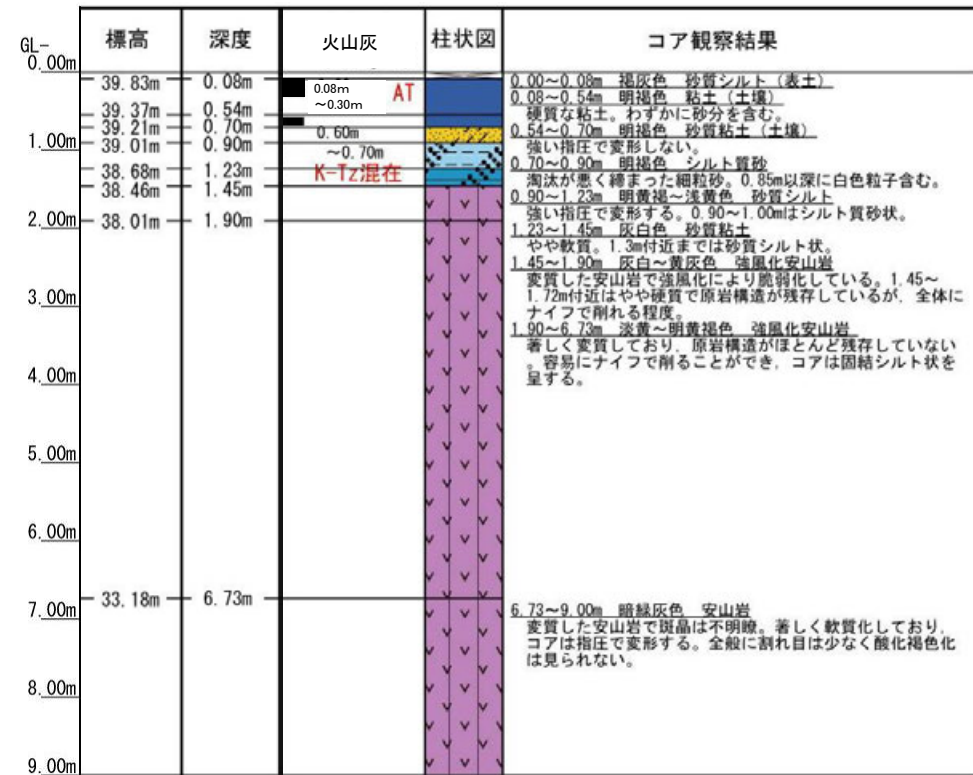 標高 深度 火山灰 柱状図 コア観察結果
GL-
0.00m
39.83m 0.08m
0.08m
～0.30m
AT
39.37m 0.54m
39.21m 0.70m
0.60m
～0.70m
K-Tz混在
1.00m
39.01m 0.90m
38.68m 1.23m
38.46m 1.45m
2.00m
38.01m 1.90m
3.00m
4.00m
5.00m
6.00m
33.18m 6.73m
7.00m
8.00m
9.00m
0.00～0.08m 褐灰色 砂質シルト（表土）
0.08～0.54m 明褐色 粘土（土壌）
硬質な粘土。わずかに砂分を含む。
0.54～0.70m 明褐色 砂質粘土（土壌）
強い指圧で変形しない。
0.70～0.90m 明褐色 シルト質砂
淘汰が悪く締まった細粒砂。0.85m以深に白色粒子含む。
0.90～1.23m 明黄褐～浅黄色 砂質シルト
強い指圧で変形する。0.90～1.00mはシルト質砂状。
1.23～1.45m 灰白色 砂質粘土
やや軟質。1.3m付近までは砂質シルト状。
1.45～1.90m 灰白～黄灰色 強風化安山岩
変質した安山岩で強風化により脆弱化している。1.45～
1.72m付近はやや硬質で原岩構造が残存しているが，全体に
ナイフで削れる程度。
1.90～6.73m 淡黄～明黄褐色 強風化安山岩
著しく変質しており，原岩構造がほとんど残存していない
。容易にナイフで削ることができ，コアは固結シルト状を
呈する。
6.73～9.00m 暗緑灰色 安山岩
変質した安山岩で斑晶は不明瞭。著しく軟質化しており，
コアは指圧で変形する。全般に割れ目は少なく酸化褐色化
は見られない。